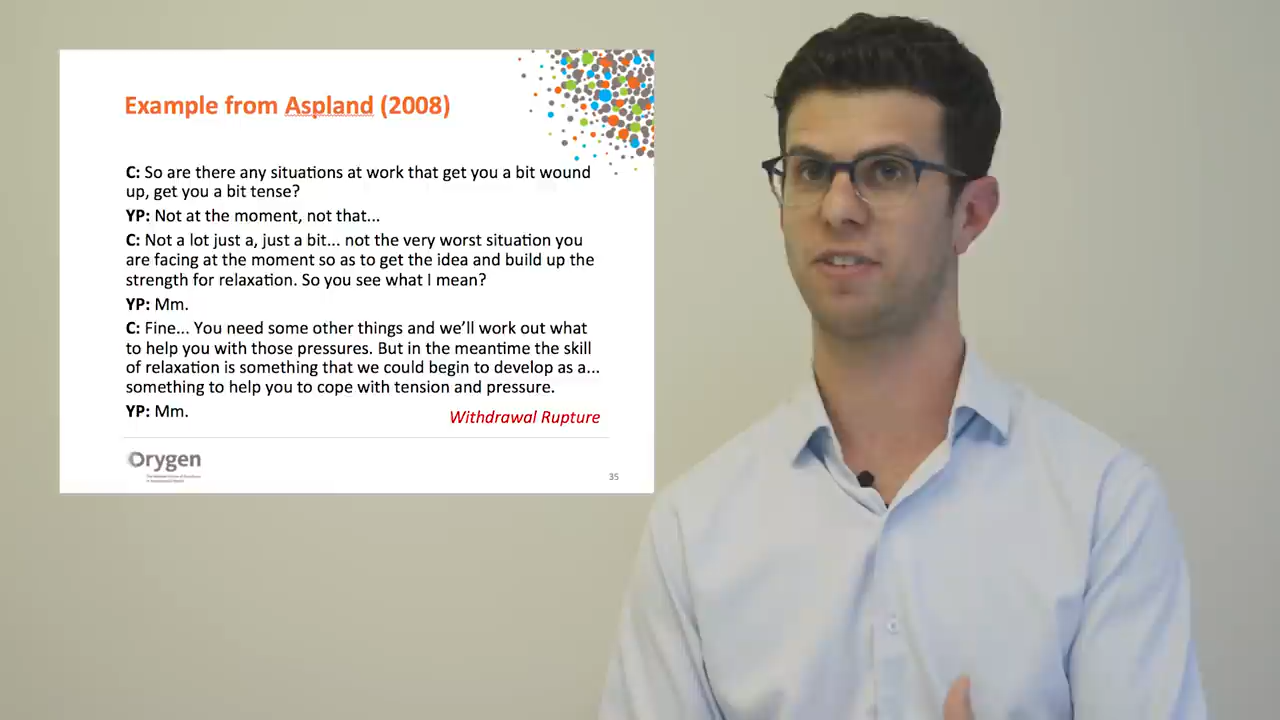 Example from Aspland (2008)
C: So are there any situations at work that get you a bit wound
up, get you a bit tense?
YP: Not at the moment, not that...
C: Not a lot just a, just a bit... not the very worst situation you
are facing at the moment so as to get the idea and build up the
strength for relaxation. So you see what I mean?
YP: Mm.
C: Fine... You need some other things and we'll work out what
to help you with those pressures. But in the meantime the skill
of relaxation is something that we could begin to develop as a...
something to help you to cope with tension and pressure.
YP: Mm.
Withdrawal Rupture
Orygen
35